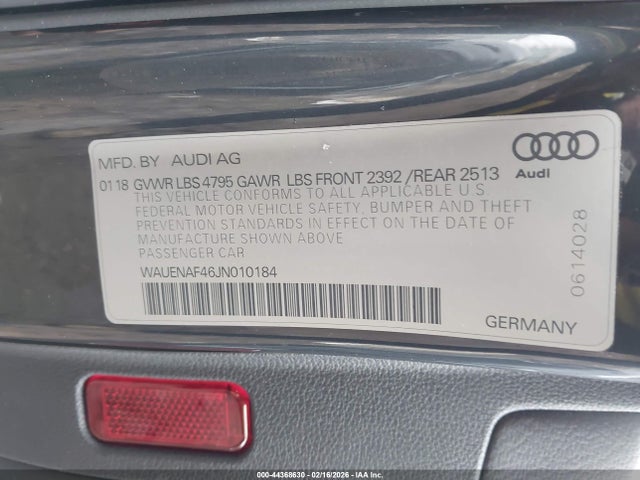 MFD. BY AUDI AG
01 18 GVWR LBS 4795 GAWR LBS FRONT 2392 /REAR 2513
THIS VEHICLE CONFORMS TO ALL APPLICABLE U.S.
FEDERAL MOTOR VEHICLE SAFETY, BUMPER AND THEFT
PREVENTION STANDARDS IN EFFECT ON THE DATE OF
MANUFACTURE SHOWN ABOVE
PASSENGER CAR
WAUENAF46JN010184
Audi
0614028
GERMANY
000-44368630 - 02/16/2026 - IAA, Inc.